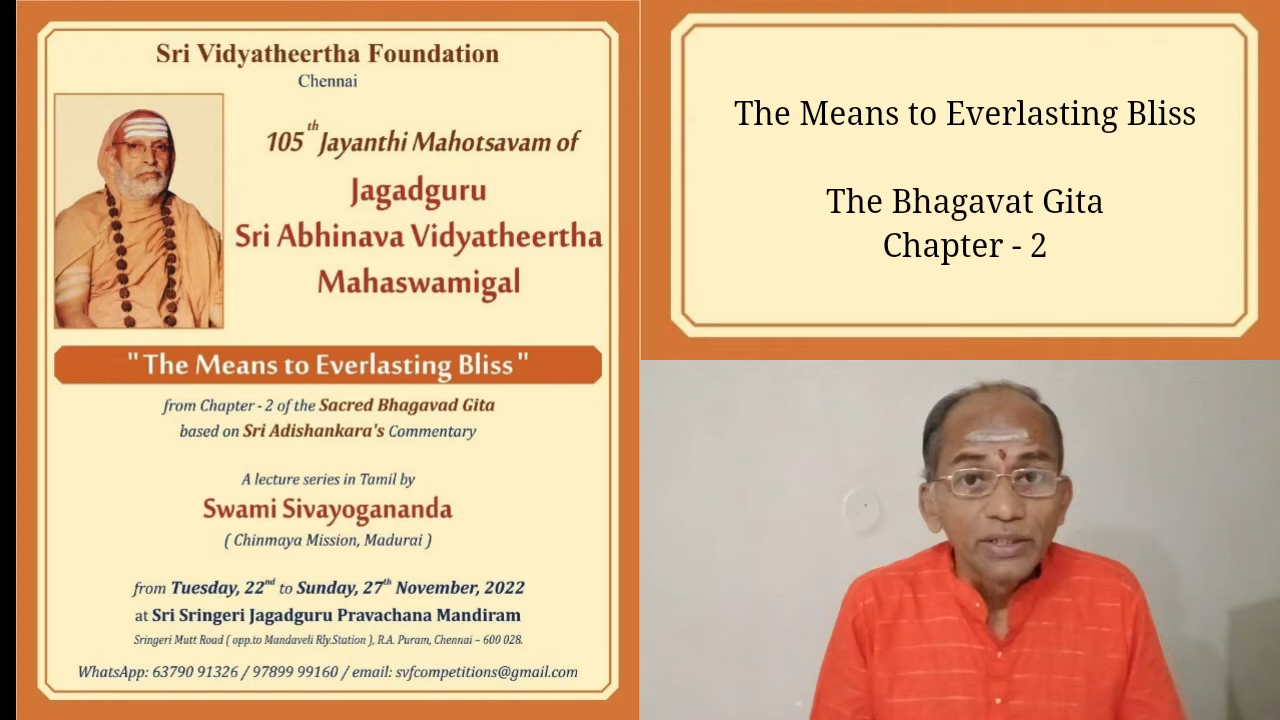 Sri Vidyatheertha Foundation
Chennai
105th Jayanthi Mahotsavam of
Jagadguru
Sri Abhinava Vidyatheertha
Mahaswamigal
"The Means to Everlasting Bliss"
from Chapter - 2 of the Sacred Bhagavad Gita
based on Sri Adishankara's Commentary
A lecture series in Tamil by
Swami Sivayogananda
( Chinmaya Mission, Madurai )
from Tuesday, 22nd to Sunday, 27th November, 2022
at Sri Sringeri Jagadguru Pravachana Mandiram
Sringeri Mutt Road ( opp.to Mandaveli Rly.Station ), R.A. Puram, Chennai – 600 028.
WhatsApp: 63790 91326 / 97899 99160 / email: svfcompetitions@gmail.com
The Means to Everlasting Bliss
The Bhagavat Gita
Chapter - 2